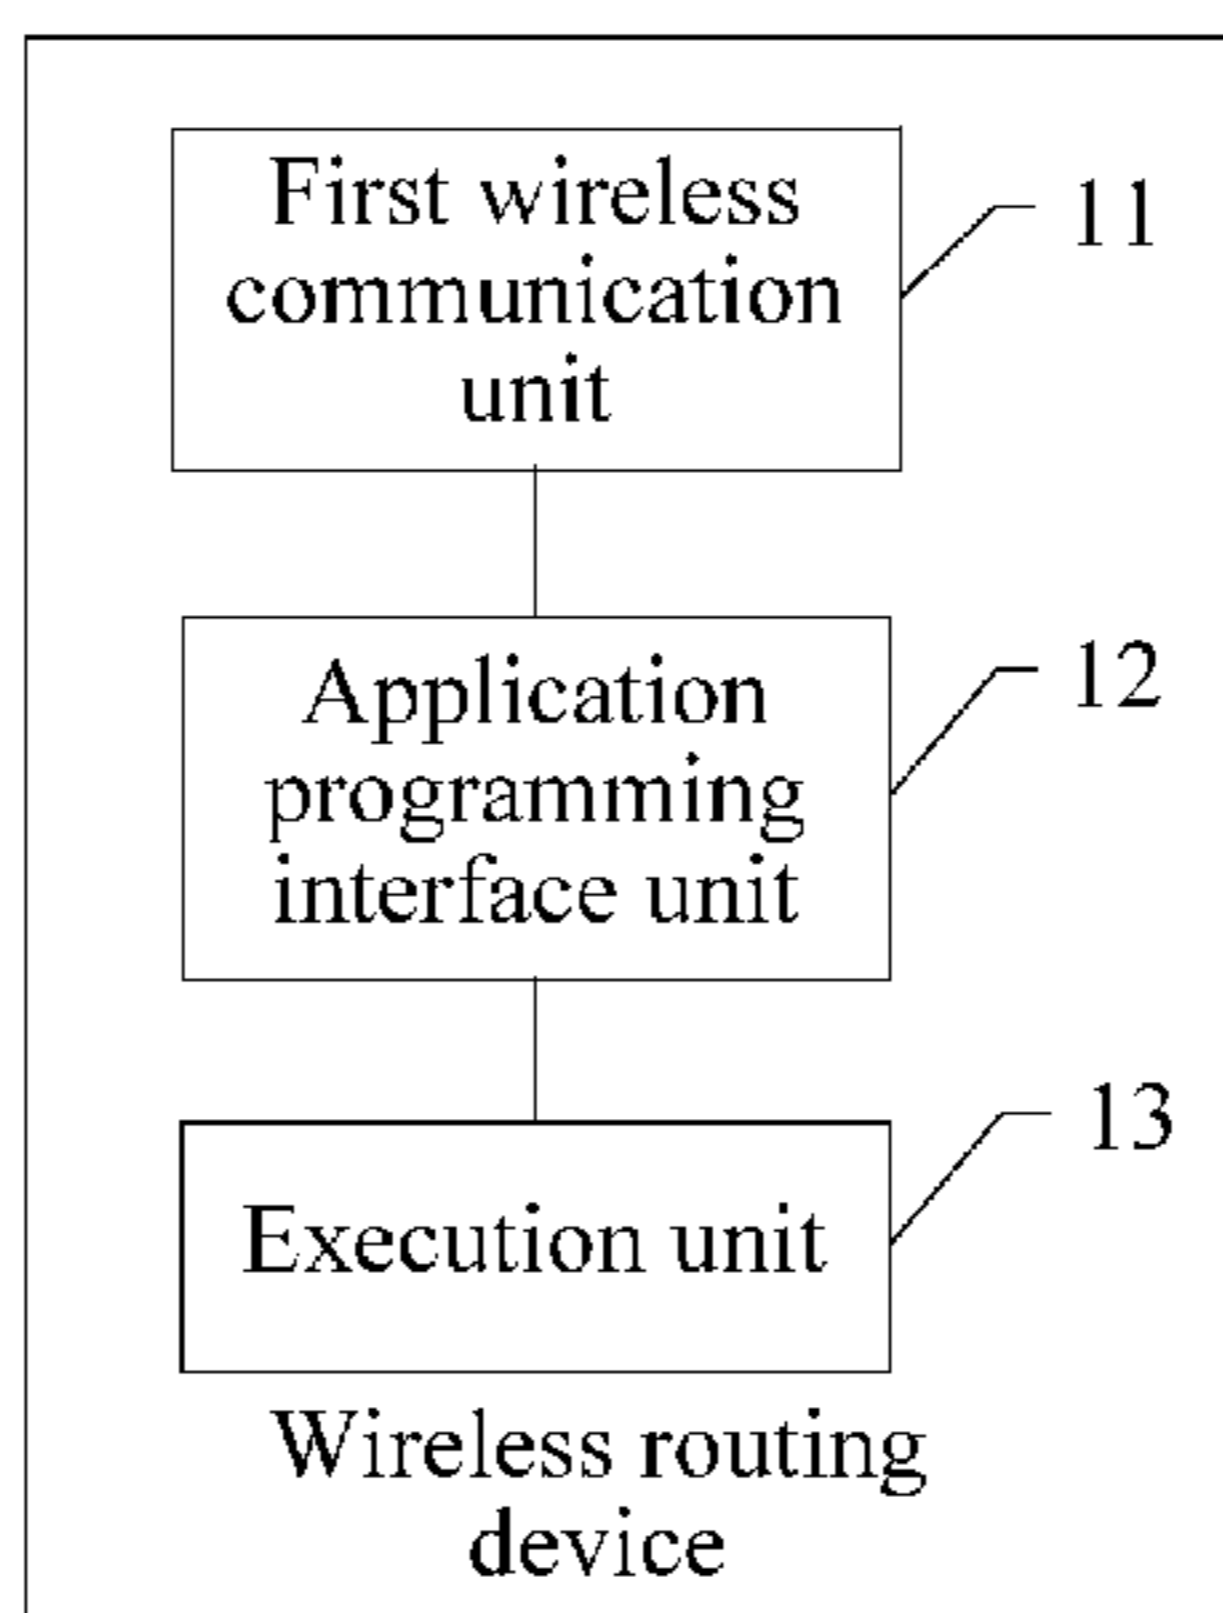 First wireless
communication
unit
11
Application
programming
interface unit
12
Execution unit
13
Wireless routing
device